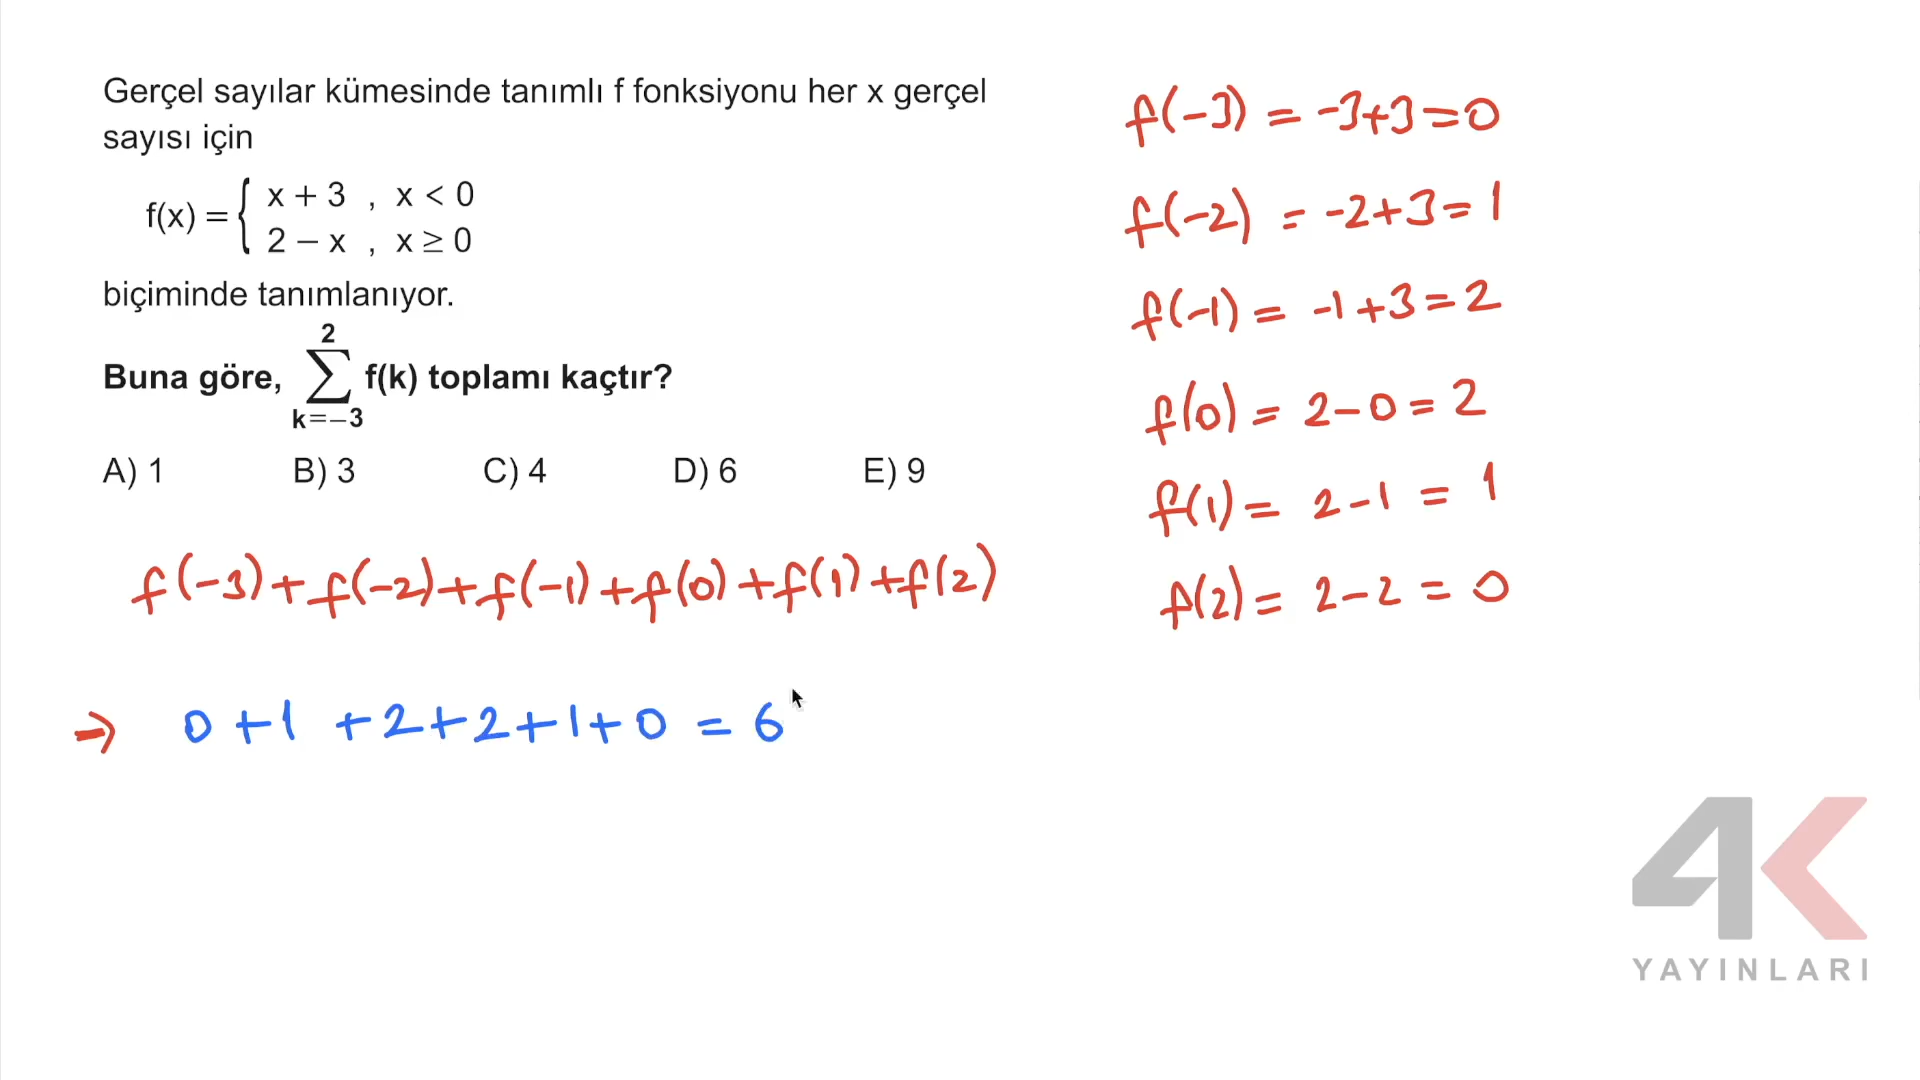 Gerçel sayılar kümesinde tanımlı f fonksiyonu her x gerçel
sayısı için
f(x) = { x + 3 , x < 0
2 – x , x ≥ 0
biçiminde tanımlanıyor.
2
Buna göre, ∑ f(k) toplamı kaçtır?
k=–3
A) 1 B) 3 C) 4 D) 6 E) 9
f(-3)+f(-2)+f(-1)+f(0)+f(1)+f(2)
⇒ 0+1+2+2+1+0 = 6
f(-3) = -3+3=0
f(-2) = -2+3=1
f(-1) = -1+3=2
f(0) = 2-0=2
f(1) = 2-1 = 1
f(2) = 2-2 = 0
4K
YAYINLARI